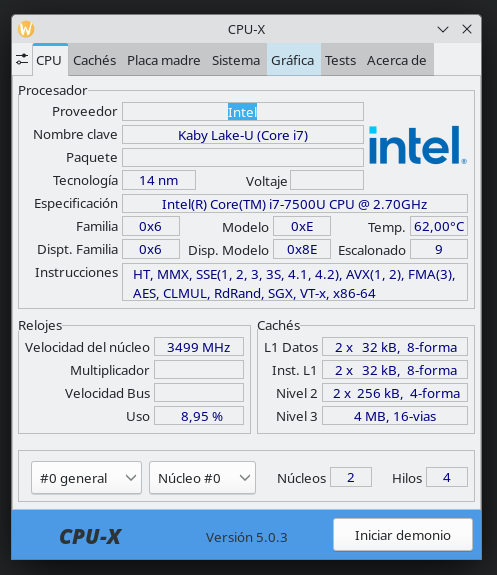 CPU-X
CPU Cachés Placa madre Sistema Gráfica Tests Acerca de
Procesador
Proveedor Intel
Nombre clave Kaby Lake-U (Core i7)
intel®
Paquete
Tecnología 14 nm Voltaje
Especificación Intel(R) Core(TM) i7-7500U CPU @ 2.70GHz
Familia 0x6 Modelo 0xE Temp. 62,00°C
Dispt. Familia 0x6 Disp. Modelo 0x8E Escalonado 9
Instrucciones HT, MMX, SSE(1, 2, 3, 3S, 4.1, 4.2), AVX(1, 2), FMA(3),
AES, CLMUL, RdRand, SGX, VT-x, x86-64
Relojes
Velocidad del núcleo 3499 MHz
Multiplicador
Velocidad Bus
Uso 8,95 %
Cachés
L1 Datos 2 x 32 kB, 8-forma
Inst. L1 2 x 32 kB, 8-forma
Nivel 2 2 x 256 kB, 4-forma
Nivel 3 4 MB, 16-vias
#0 general Núcleo #0 Núcleos 2 Hilos 4
CPU-X Versión 5.0.3 Iniciar demonio